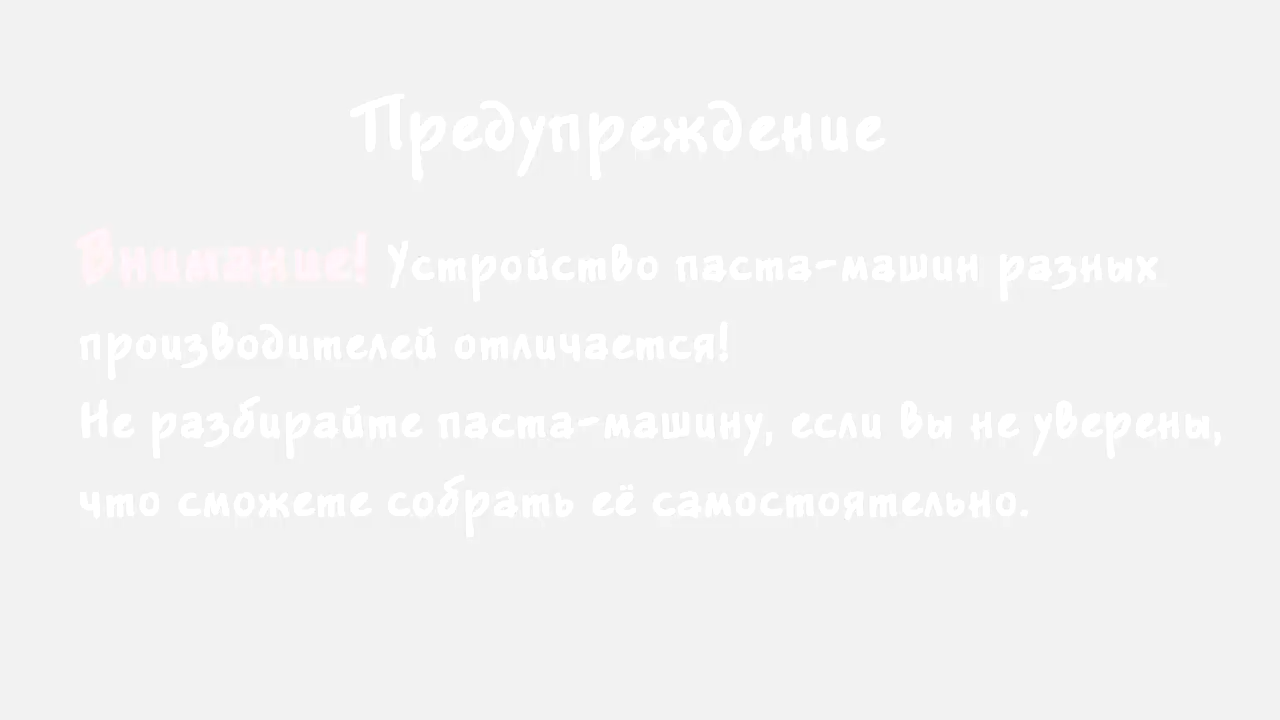 Предупреждение
Внимание! Устройство паста-машин разных
производителей отличается!
Не разбирайте паста-машину, если вы не уверены,
что сможете собрать её самостоятельно.